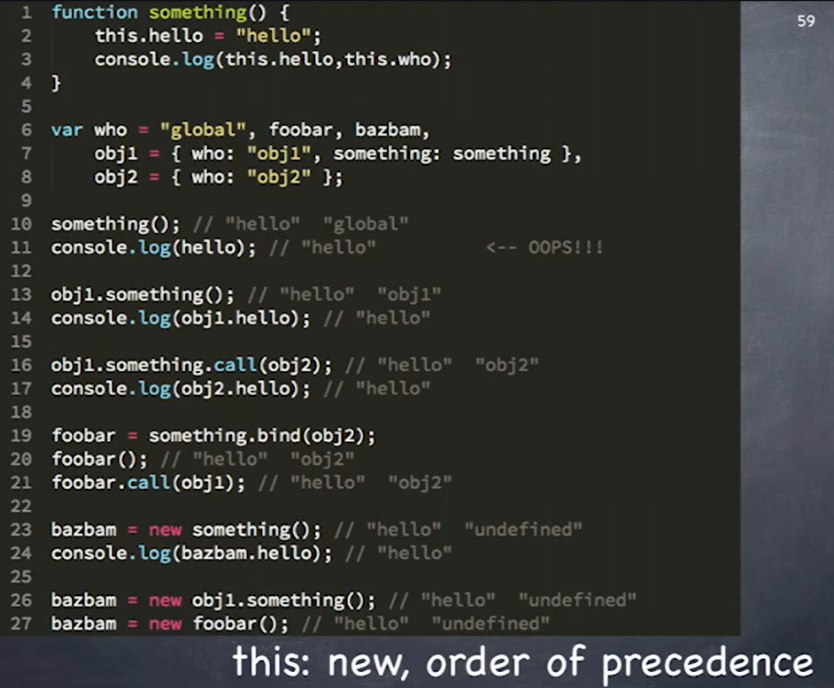 59
1 function something() {
2     this.hello = "hello";
3     console.log(this.hello,this.who);
4 }
5
6 var who = "global", foobar, bazbam,
7     obj1 = { who: "obj1", something: something },
8     obj2 = { who: "obj2" };
9
10 something(); // "hello"  "global"
11 console.log(hello); // "hello"         <-- OOPS!!!
12
13 obj1.something(); // "hello"  "obj1"
14 console.log(obj1.hello); // "hello"
15
16 obj1.something.call(obj2); // "hello"  "obj2"
17 console.log(obj2.hello); // "hello"
18
19 foobar = something.bind(obj2);
20 foobar(); // "hello"  "obj2"
21 foobar.call(obj1); // "hello"  "obj2"
22
23 bazbam = new something(); // "hello"  "undefined"
24 console.log(bazbam.hello); // "hello"
25
26 bazbam = new obj1.something(); // "hello"  "undefined"
27 bazbam = new foobar(); // "hello"  "undefined"
this: new, order of precedence